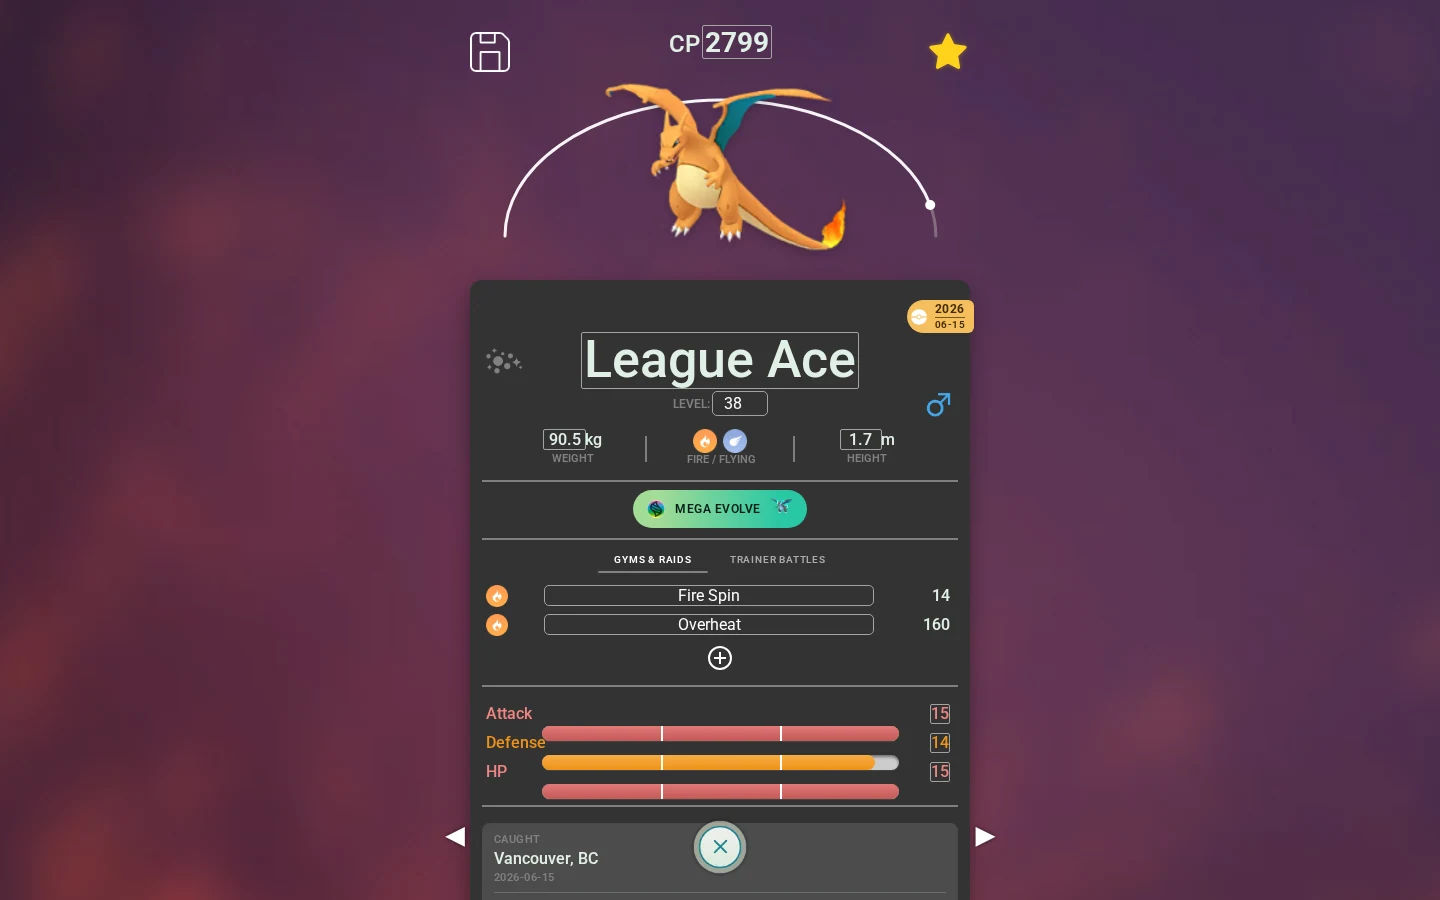 CP 2799
2026
06-15
League Ace
LEVEL: 38
90.5 kg
WEIGHT
FIRE / FLYING
1.7 m
HEIGHT
MEGA EVOLVE
GYMS & RAIDS
TRAINER BATTLES
Fire Spin 14
Overheat 160
Attack 15
Defense 14
HP 15
CAUGHT
Vancouver, BC
2026-06-15